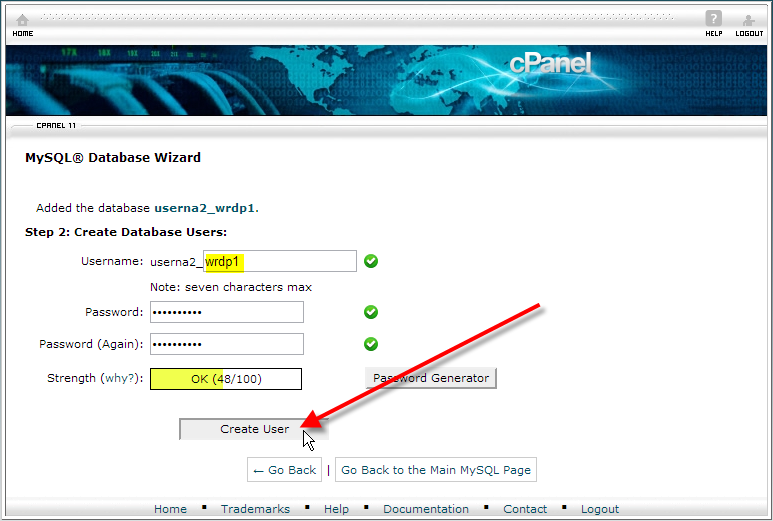 HOME
HELP LOGOUT
cPanel
CPANEL 11
MySQL® Database Wizard
Added the database userna2_wrdp1.
Step 2: Create Database Users:
Username: userna2_ wrdp1
Note: seven characters max
Password: ••••••••••
Password (Again): ••••••••••
Strength (why?): OK (48/100) Password Generator
Create User
← Go Back | Go Back to the Main MySQL Page
Home ▪ Trademarks ▪ Help ▪ Documentation ▪ Contact ▪ Logout